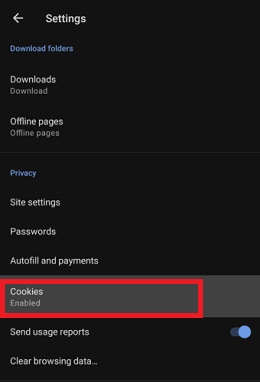 Settings
Download folders
Downloads
Download
Offline pages
Offline pages
Privacy
Site settings
Passwords
Autofill and payments
Cookies
Enabled
Send usage reports
Clear browsing data...